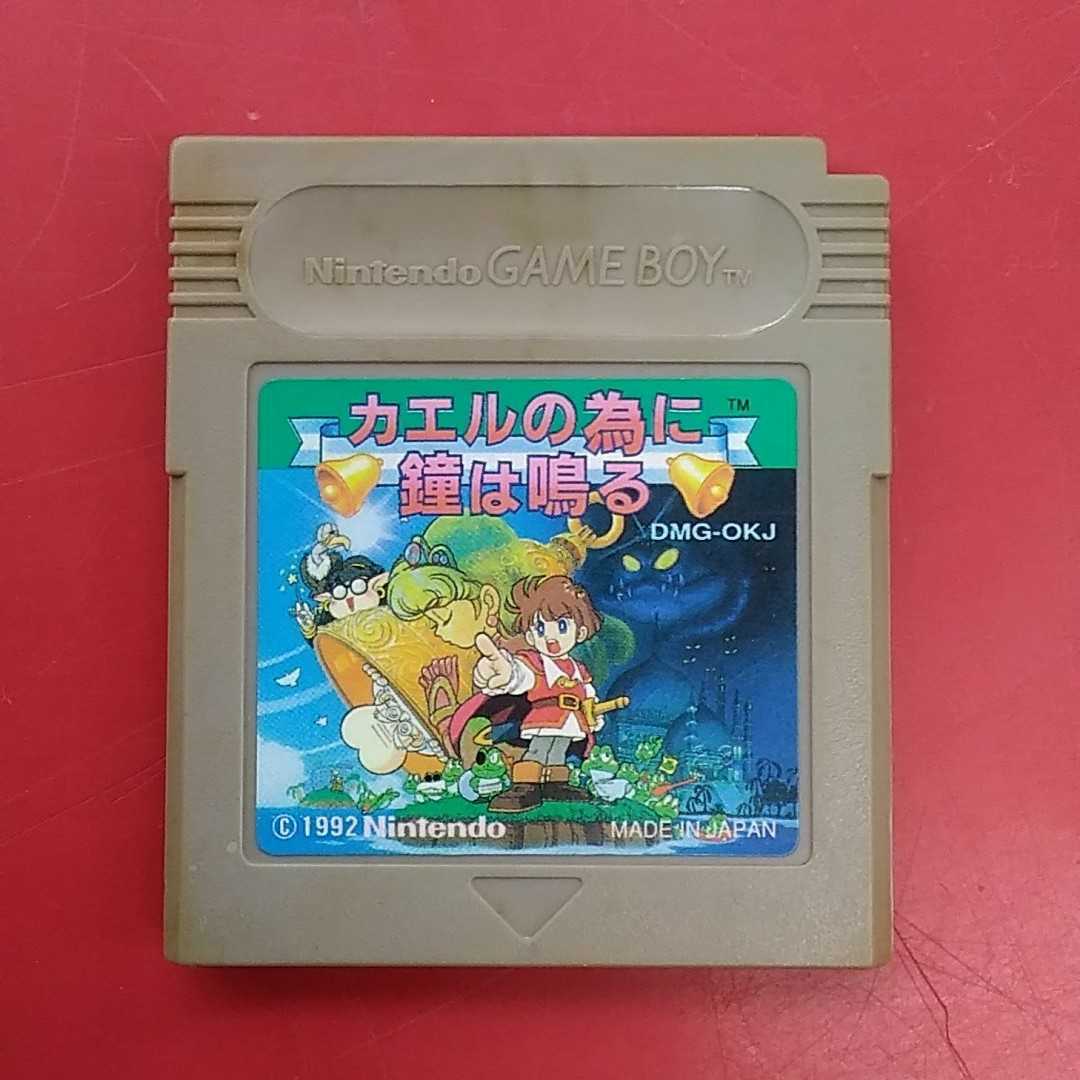 Nintendo GAME BOY TM
カエルの為に TM
鐘は鳴る
DMG-OKJ
© 1992 Nintendo MADE IN JAPAN